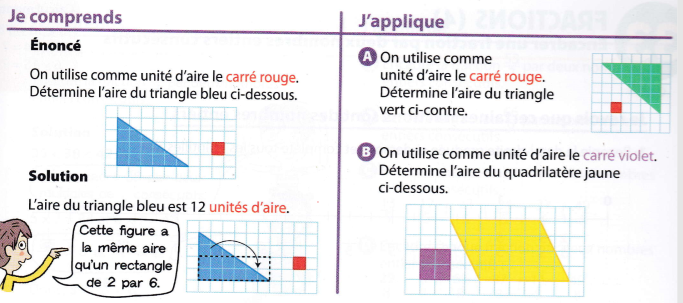 Je comprends
Énoncé
On utilise comme unité d'aire le carré rouge.
Détermine l'aire du triangle bleu ci-dessous.
Solution
L'aire du triangle bleu est 12 unités d'aire.
Cette figure a
la même aire
qu'un rectangle
de 2 par 6.
J'applique
A On utilise comme
unité d'aire le carré rouge.
Détermine l'aire du triangle
vert ci-contre.
B On utilise comme unité d'aire le carré violet.
Détermine l'aire du quadrilatère jaune
ci-dessous.